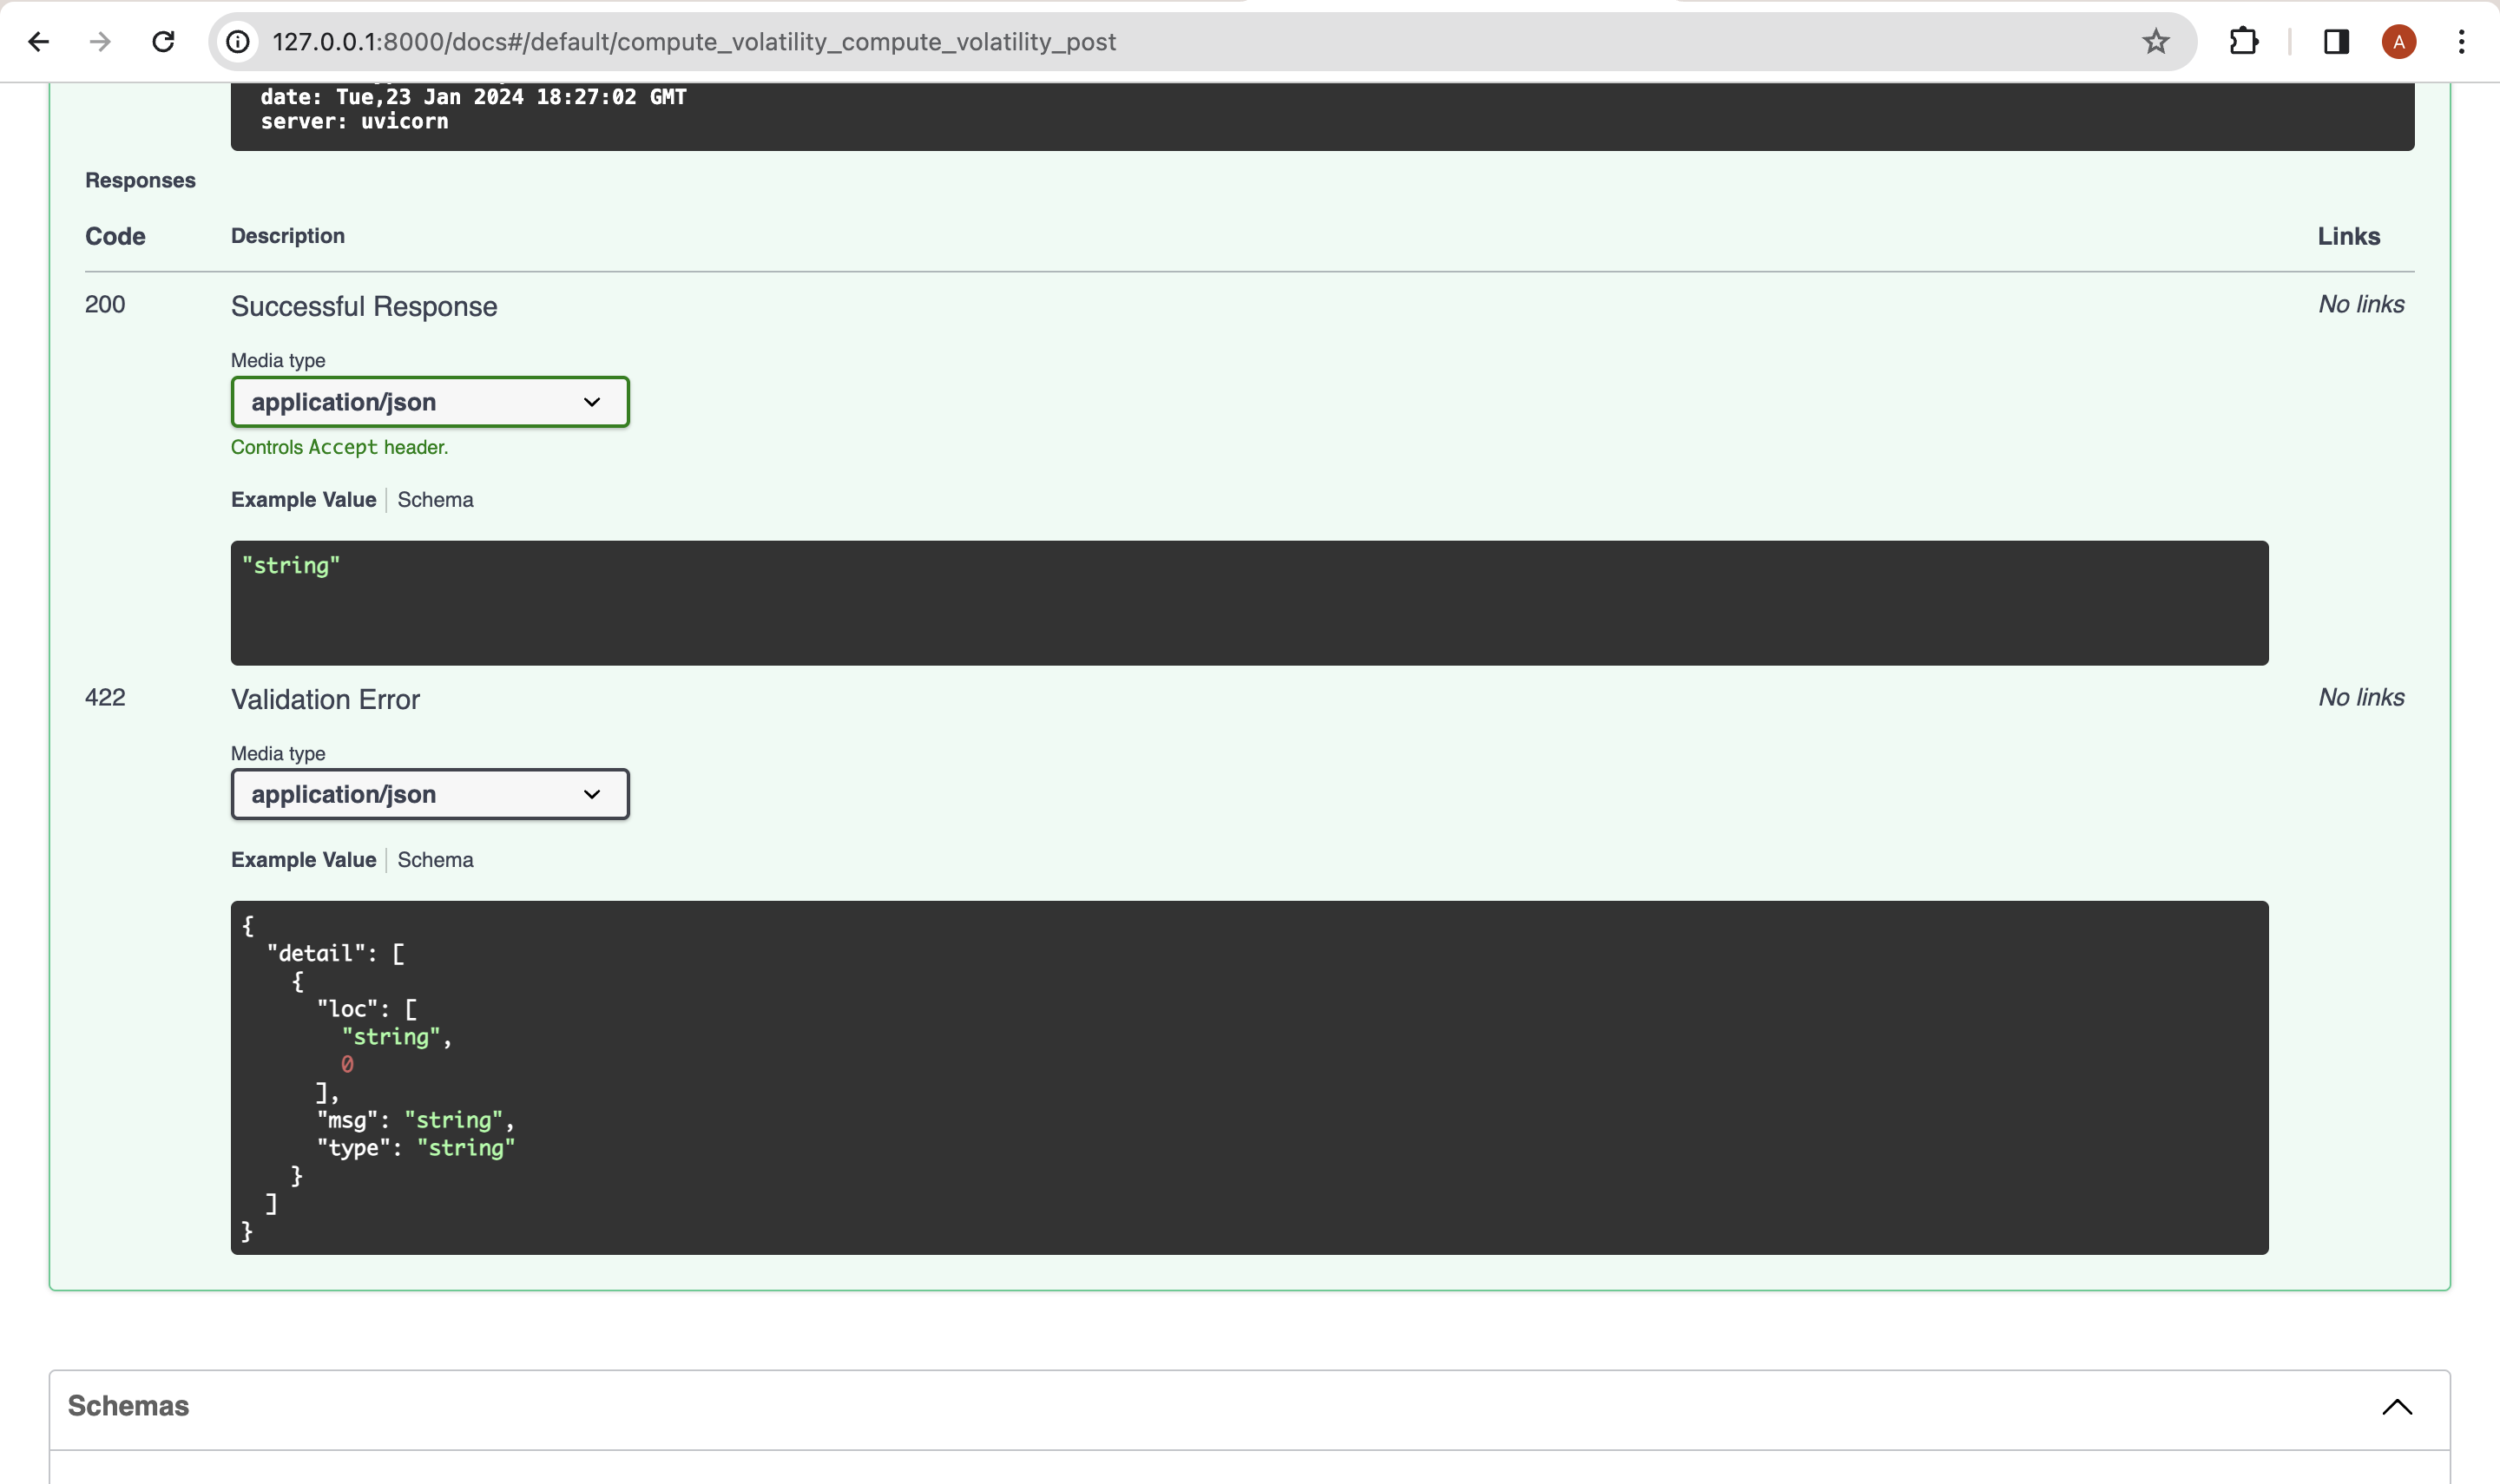 127.0.0.1:8000/docs#/default/compute_volatility_compute_volatility_post
A
date: Tue,23 Jan 2024 18:27:02 GMT
server: uvicorn
Responses
Code Description Links
200 Successful Response No links
Media type
application/json
Controls Accept header.
Example Value Schema
"string"
422 Validation Error No links
Media type
application/json
Example Value Schema
{
"detail": [
{
"loc": [
"string",
0
],
"msg": "string",
"type": "string"
}
]
}
Schemas